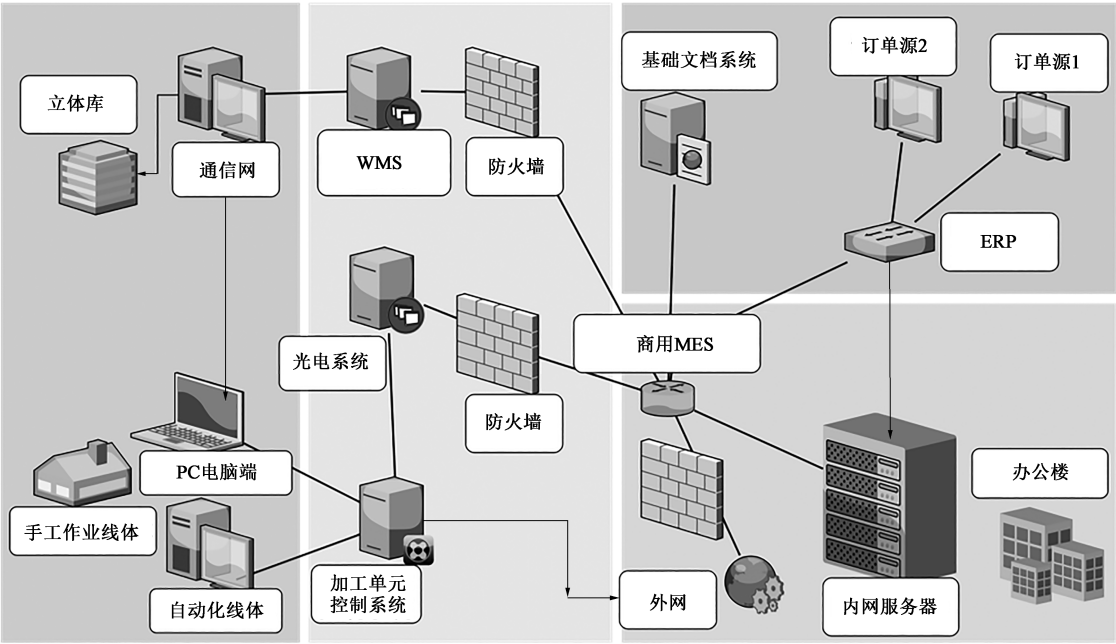 立体库
通信网
WMS
防火墙
基础文档系统
订单源2
订单源1
ERP
光电系统
防火墙
商用MES
PC电脑端
手工作业线体
自动化线体
加工单元
控制系统
外网
内网服务器
办公楼